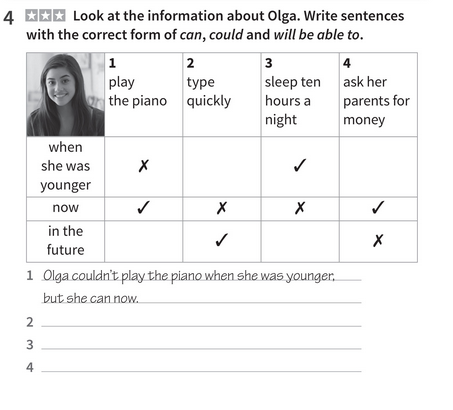 4 ★★★ Look at the information about Olga. Write sentences
with the correct form of can, could and will be able to.
1 play the piano
2 type quickly
3 sleep ten hours a night
4 ask her parents for money
when she was younger ✗ ✓
now ✓ ✗ ✗ ✓
in the future ✓ ✗
1 Olga couldn't play the piano when she was younger,
but she can now.
2
3
4